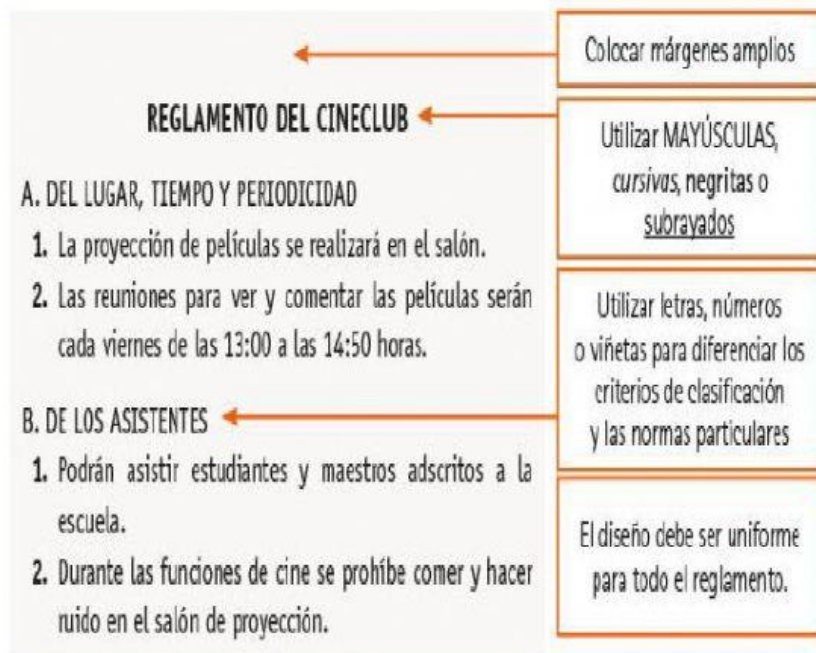 Colocar márgenes amplios
REGLAMENTO DEL CINECLUB
Utilizar MAYÚSCULAS,
cursivas, negritas o
subrayados
A. DEL LUGAR, TIEMPO Y PERIODICIDAD
1. La proyección de películas se realizará en el salón.
2. Las reuniones para ver y comentar las películas serán
cada viernes de las 13:00 a las 14:50 horas.
Utilizar letras, números
o viñetas para diferenciar los
criterios de clasificación
y las normas particulares
B. DE LOS ASISTENTES
1. Podrán asistir estudiantes y maestros adscritos a la
escuela.
2. Durante las funciones de cine se prohíbe comer y hacer
ruido en el salón de proyección.
El diseño debe ser uniforme
para todo el reglamento.